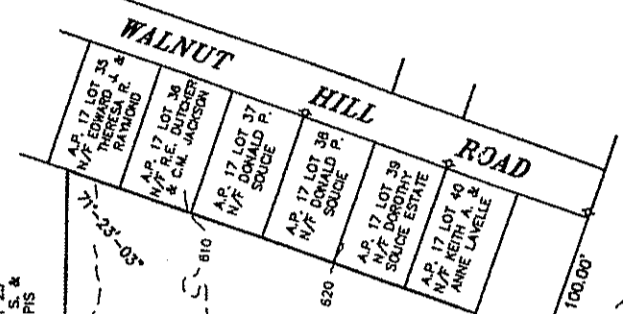 WALNUT HILL ROAD
A.P. 17 LOT 35
N/F EDWARD J. &
THERESA R.
RAYMOND
A.P. 17 LOT 36
N/F R.E. DUTCHER
& C.M. JACKSON
A.P. 17 LOT 37
N/F DONALD P.
SOUCIE
A.P. 17 LOT 38
N/F DONALD P.
SOUCIE
A.P. 17 LOT 39
N/F DOROTHY
SOUCIE ESTATE
A.P. 17 LOT 40
N/F KEITH A. &
ANNE LAVELLE
71°-23'-03"
S. &
PIS
610
620
100.00'